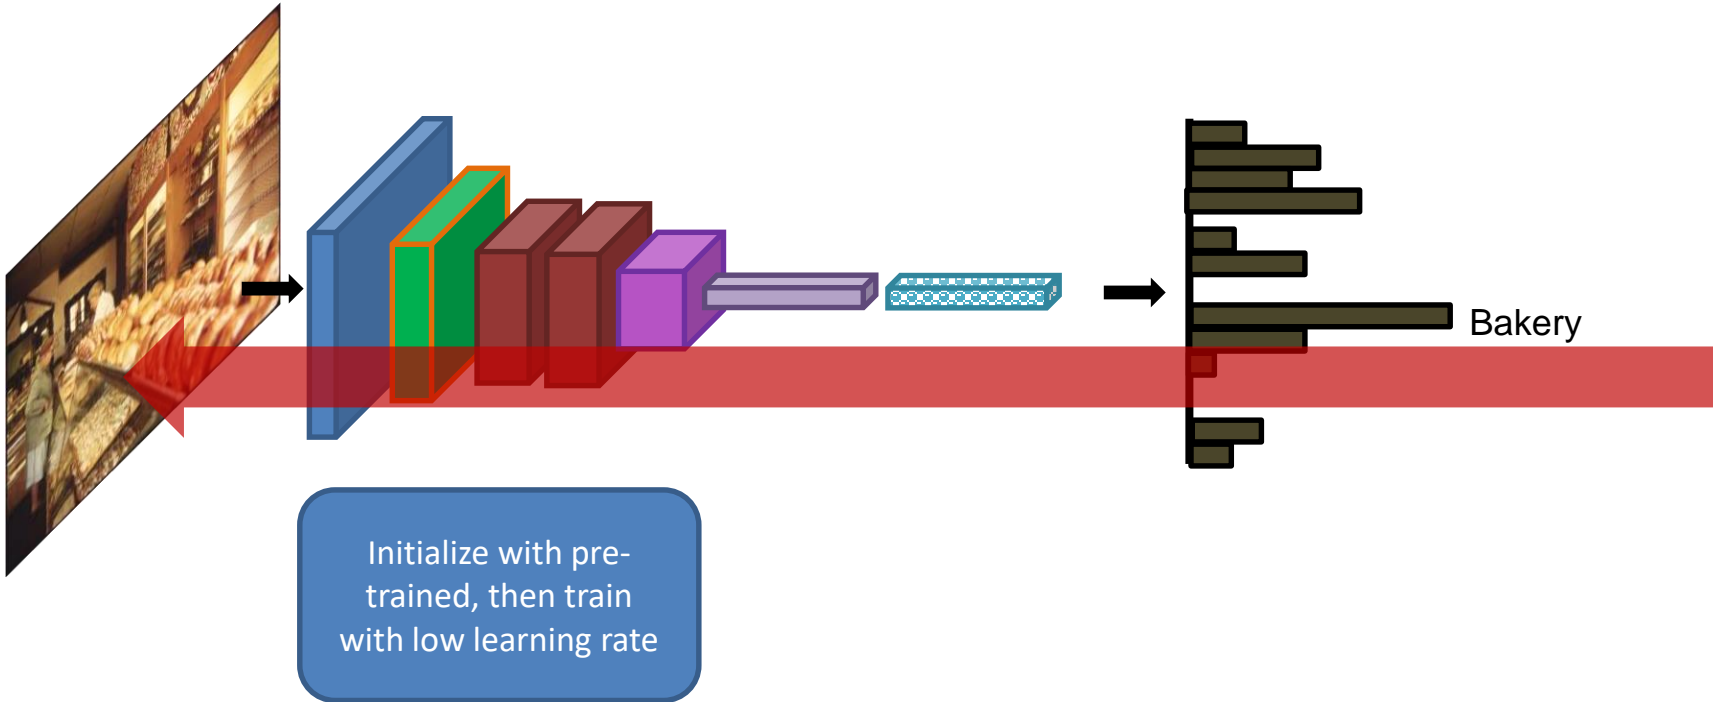 Bakery
Initialize with pre-
trained, then train
with low learning rate